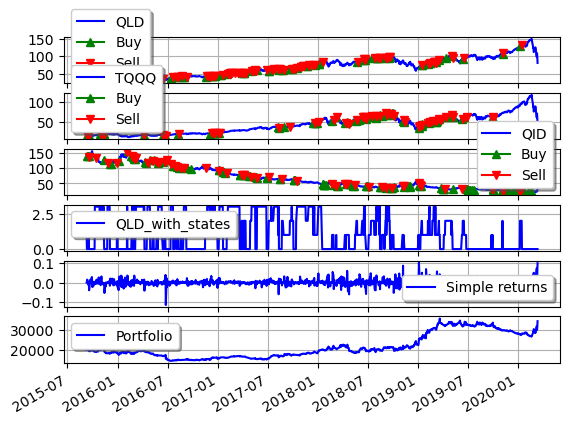 QLD
Buy
Sell
150
100
50
TQQQ
Buy
Sell
100
50
QID
Buy
Sell
150
100
50
QLD_with_states
2.5
0.0
Simple returns
0.1
0.0
−0.1
Portfolio
30000
20000
2015-07
2016-01
2016-07
2017-01
2017-07
2018-01
2018-07
2019-01
2019-07
2020-01